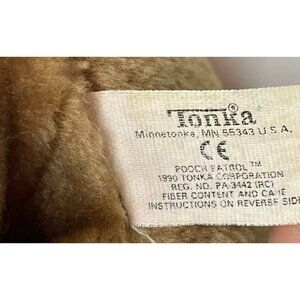 Tonka®
Minnetonka, MN 55343 U.S.A.
CE
POOCH PATROL™
1990 TONKA CORPORATION
REG. NO. PA-3442 (RC)
FIBER CONTENT AND CARE
INSTRUCTIONS ON REVERSE SIDE